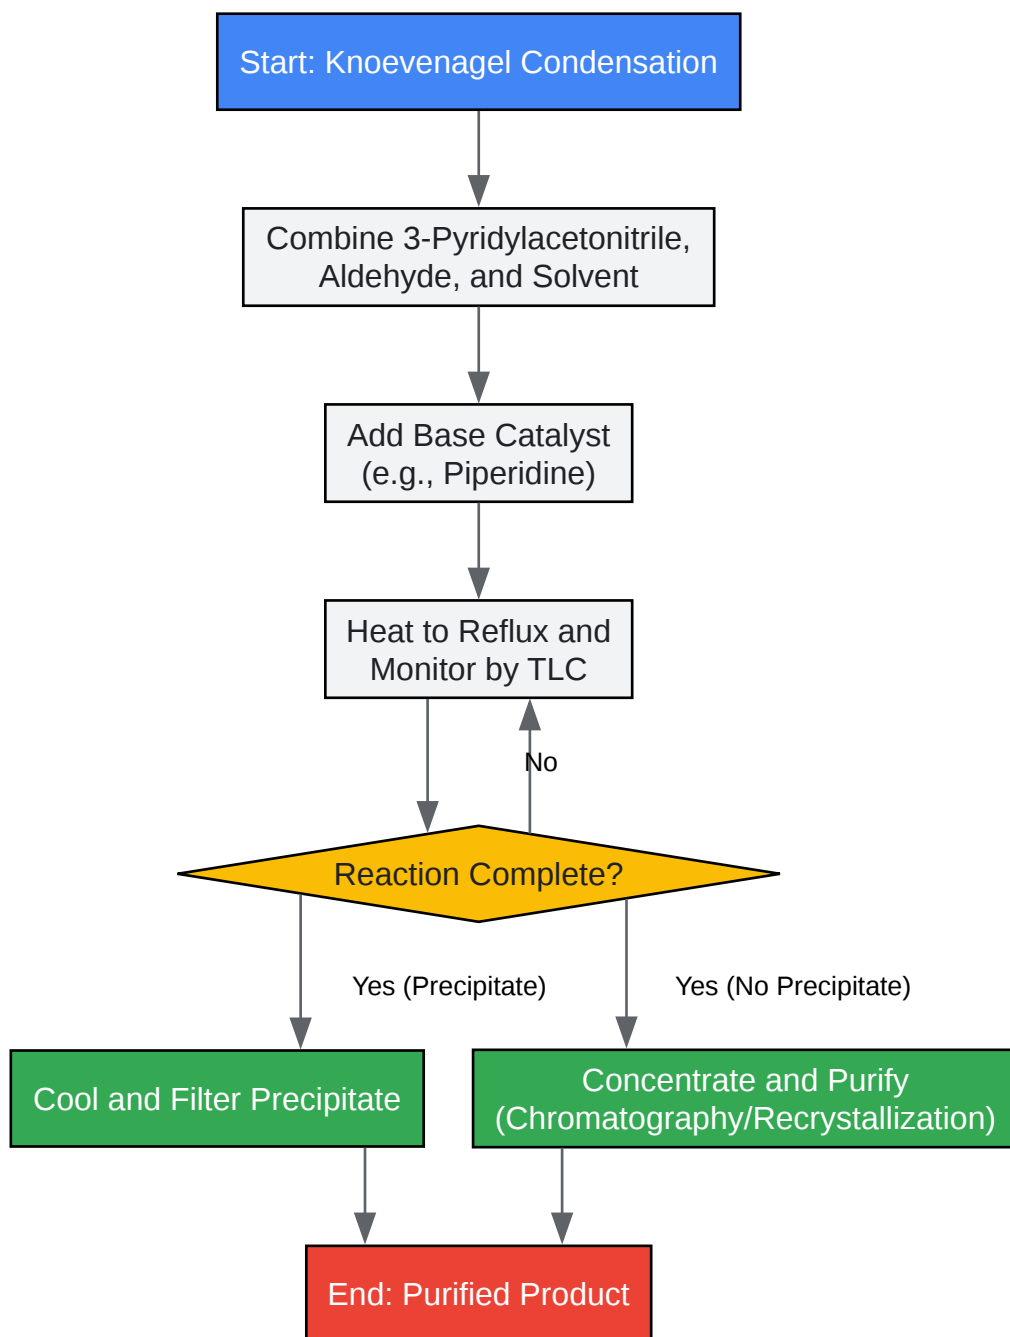 Start: Knoevenagel Condensation
Combine 3-Pyridylacetonitrile,
Aldehyde, and Solvent
Add Base Catalyst
(e.g., Piperidine)
Heat to Reflux and
Monitor by TLC
No
Reaction Complete?
Yes (Precipitate)
Yes (No Precipitate)
Cool and Filter Precipitate
Concentrate and Purify
(Chromatography/Recrystallization)
End: Purified Product